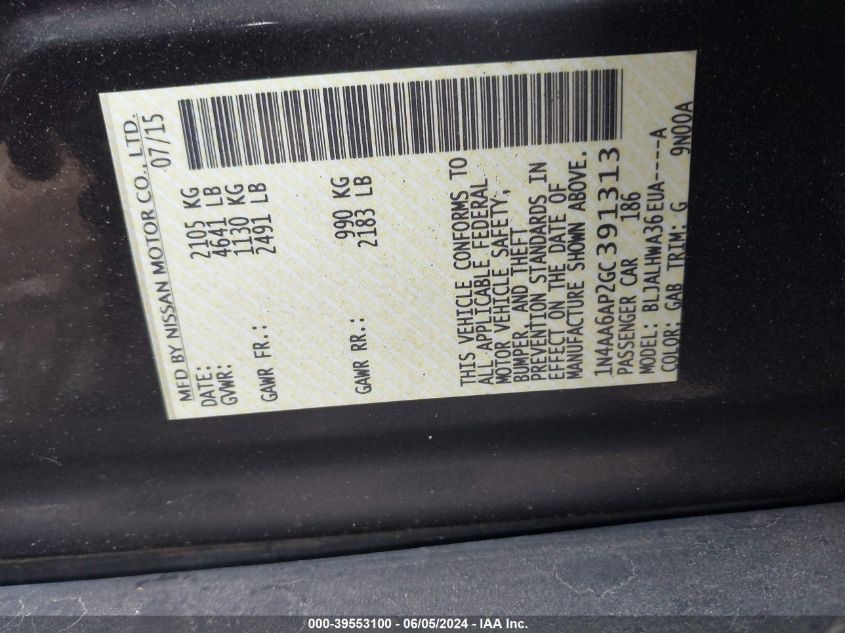 MFD BY NISSAN MOTOR CO., LTD.
DATE: 07/15
GVWR: 2105 KG
4641 LB
GAWR FR.: 1130 KG
2491 LB
GAWR RR.: 990 KG
2183 LB
THIS VEHICLE CONFORMS TO
ALL APPLICABLE FEDERAL
MOTOR VEHICLE SAFETY,
BUMPER, AND THEFT
PREVENTION STANDARDS IN
EFFECT ON THE DATE OF
MANUFACTURE SHOWN ABOVE.
1N4AA6AP2GC391313
PASSENGER CAR 186
MODEL: BLJALHWA36EUA----A
COLOR: GAB TRIM: G 9N00A
000-39553100 - 06/05/2024 - IAA Inc.